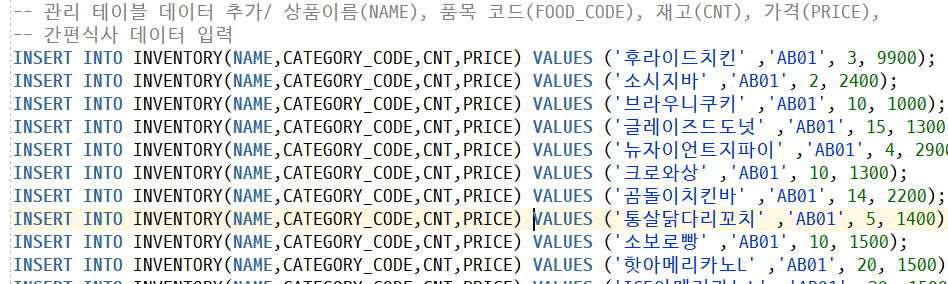 -- 관리 테이블 데이터 추가/ 상품이름(NAME), 품목 코드(FOOD_CODE), 재고(CNT), 가격(PRICE),
-- 간편식사 데이터 입력
INSERT INTO INVENTORY(NAME,CATEGORY_CODE,CNT,PRICE) VALUES ('후라이드치킨' ,'AB01', 3, 9900);
INSERT INTO INVENTORY(NAME,CATEGORY_CODE,CNT,PRICE) VALUES ('소시지바' ,'AB01', 2, 2400);
INSERT INTO INVENTORY(NAME,CATEGORY_CODE,CNT,PRICE) VALUES ('브라우니쿠키' ,'AB01', 10, 1000);
INSERT INTO INVENTORY(NAME,CATEGORY_CODE,CNT,PRICE) VALUES ('글레이즈드도넛' ,'AB01', 15, 1300
INSERT INTO INVENTORY(NAME,CATEGORY_CODE,CNT,PRICE) VALUES ('뉴자이언트지파이' ,'AB01', 4, 2900
INSERT INTO INVENTORY(NAME,CATEGORY_CODE,CNT,PRICE) VALUES ('크로와상' ,'AB01', 10, 1300);
INSERT INTO INVENTORY(NAME,CATEGORY_CODE,CNT,PRICE) VALUES ('곰돌이치킨바' ,'AB01', 14, 2200);
INSERT INTO INVENTORY(NAME,CATEGORY_CODE,CNT,PRICE) VALUES ('통살닭다리꼬치' ,'AB01', 5, 1400)
INSERT INTO INVENTORY(NAME,CATEGORY_CODE,CNT,PRICE) VALUES ('소보로빵' ,'AB01', 10, 1500);
INSERT INTO INVENTORY(NAME,CATEGORY_CODE,CNT,PRICE) VALUES ('핫아메리카노L' ,'AB01', 20, 1500)